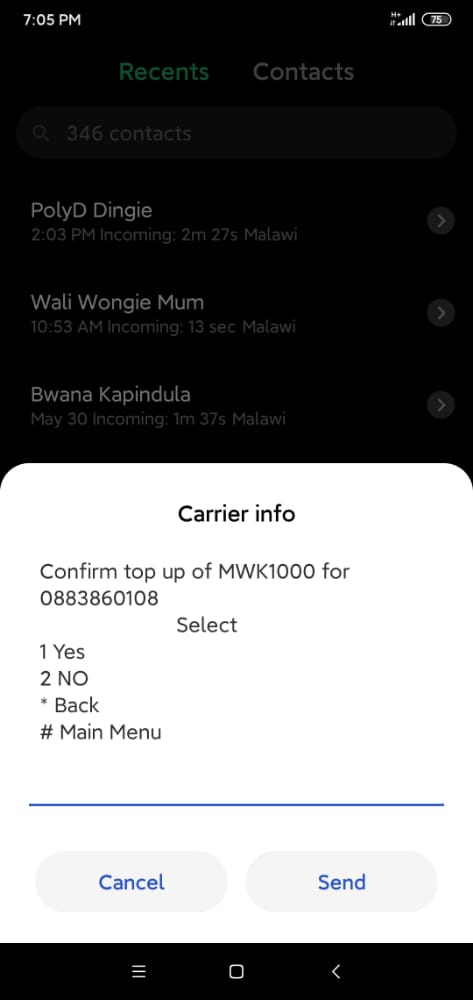 7:05 PM
H+
75
Recents Contacts
346 contacts
PolyD Dingie
2:03 PM Incoming: 2m 27s Malawi
Wali Wongie Mum
10:53 AM Incoming: 13 sec Malawi
Bwana Kapindula
May 30 Incoming: 1m 37s Malawi
Carrier info
Confirm top up of MWK1000 for
0883860108
Select
1 Yes
2 NO
* Back
# Main Menu
Cancel Send